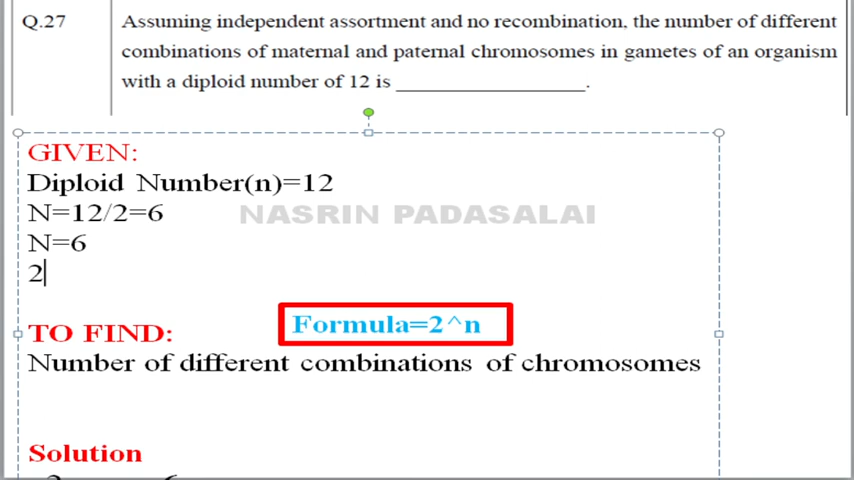 Q.27 Assuming independent assortment and no recombination, the number of different
combinations of maternal and paternal chromosomes in gametes of an organism
with a diploid number of 12 is ____________________.
GIVEN:
Diploid Number(n)=12
N=12/2=6
NASRIN PADASALAI
N=6
2
Formula=2^n
TO FIND:
Number of different combinations of chromosomes
Solution